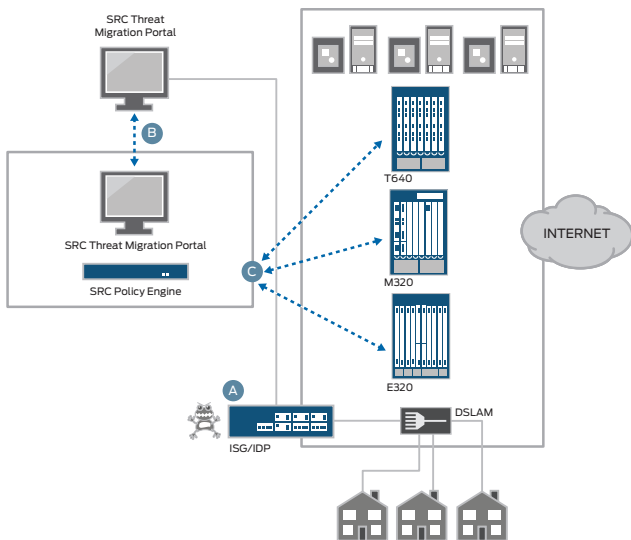 SRC Threat
Migration Portal
B
SRC Threat Migration Portal
SRC Policy Engine
C
T640
M320
E320
INTERNET
A
ISG/IDP
DSLAM